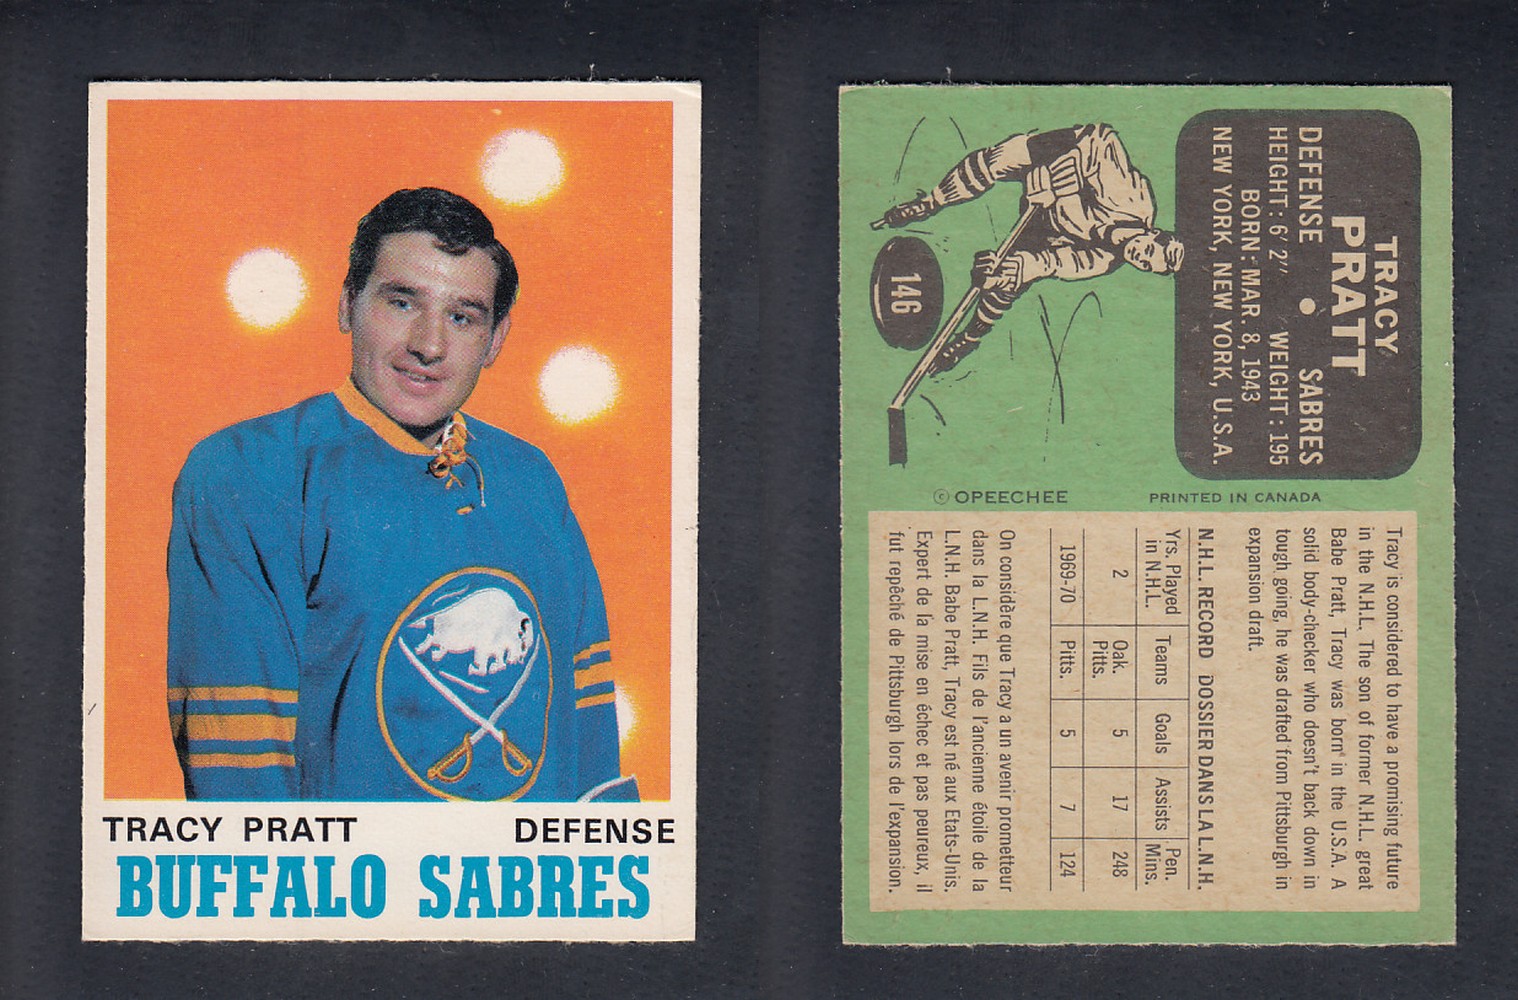 TRACY PRATT DEFENSE
BUFFALO SABRES
TRACY
PRATT
DEFENSE • SABRES
HEIGHT: 6' 2" WEIGHT: 195
BORN: MAR. 8, 1943
NEW YORK, NEW YORK, U.S.A.
146
© OPEECHEE PRINTED IN CANADA
Tracy is considered to have a promising future
in the N.H.L. The son of former N.H.L. great
Babe Pratt, Tracy was born in the U.S.A. A
solid body-checker who doesn't back down in
tough going, he was drafted from Pittsburgh in
expansion draft.
N.H.L. RECORD DOSSIER DANS LA L.N.H.
Yrs. Played Teams Goals Assists Pen.
in N.H.L. Mins.
2 Oak. 5 17 248
Pitts.
1969-70 Pitts. 5 7 124
On considère que Tracy a un avenir prometteur
dans la L.N.H. Fils de l'ancienne étoile de la
L.N.H. Babe Pratt, Tracy est né aux Etats-Unis.
Expert de la mise en échec et pas peureux, il
fut repêché de Pittsburgh lors de l'expansion.